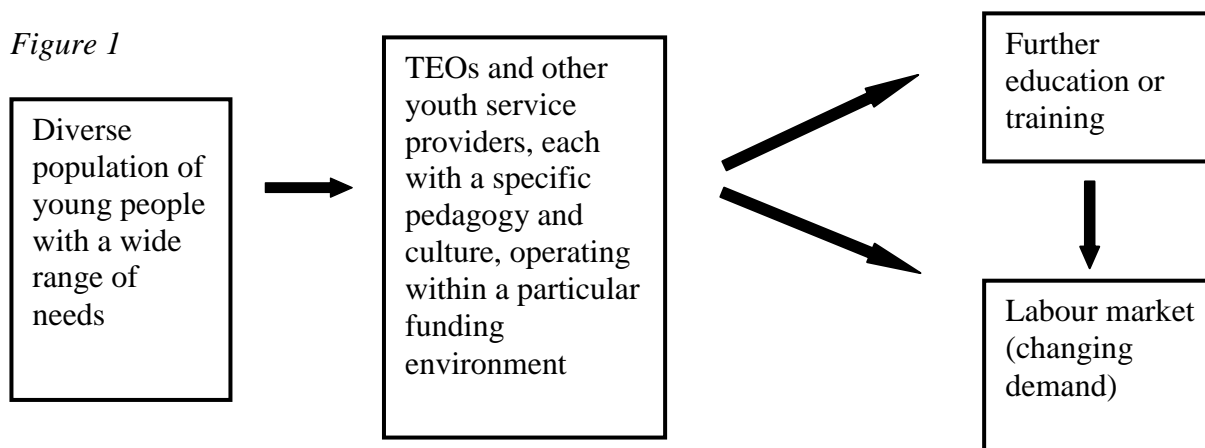 Figure 1
Diverse
population of
young people
with a wide
range of
needs
TEOs and other
youth service
providers, each
with a specific
pedagogy and
culture, operating
within a particular
funding
environment
Further
education or
training
Labour market
(changing
demand)